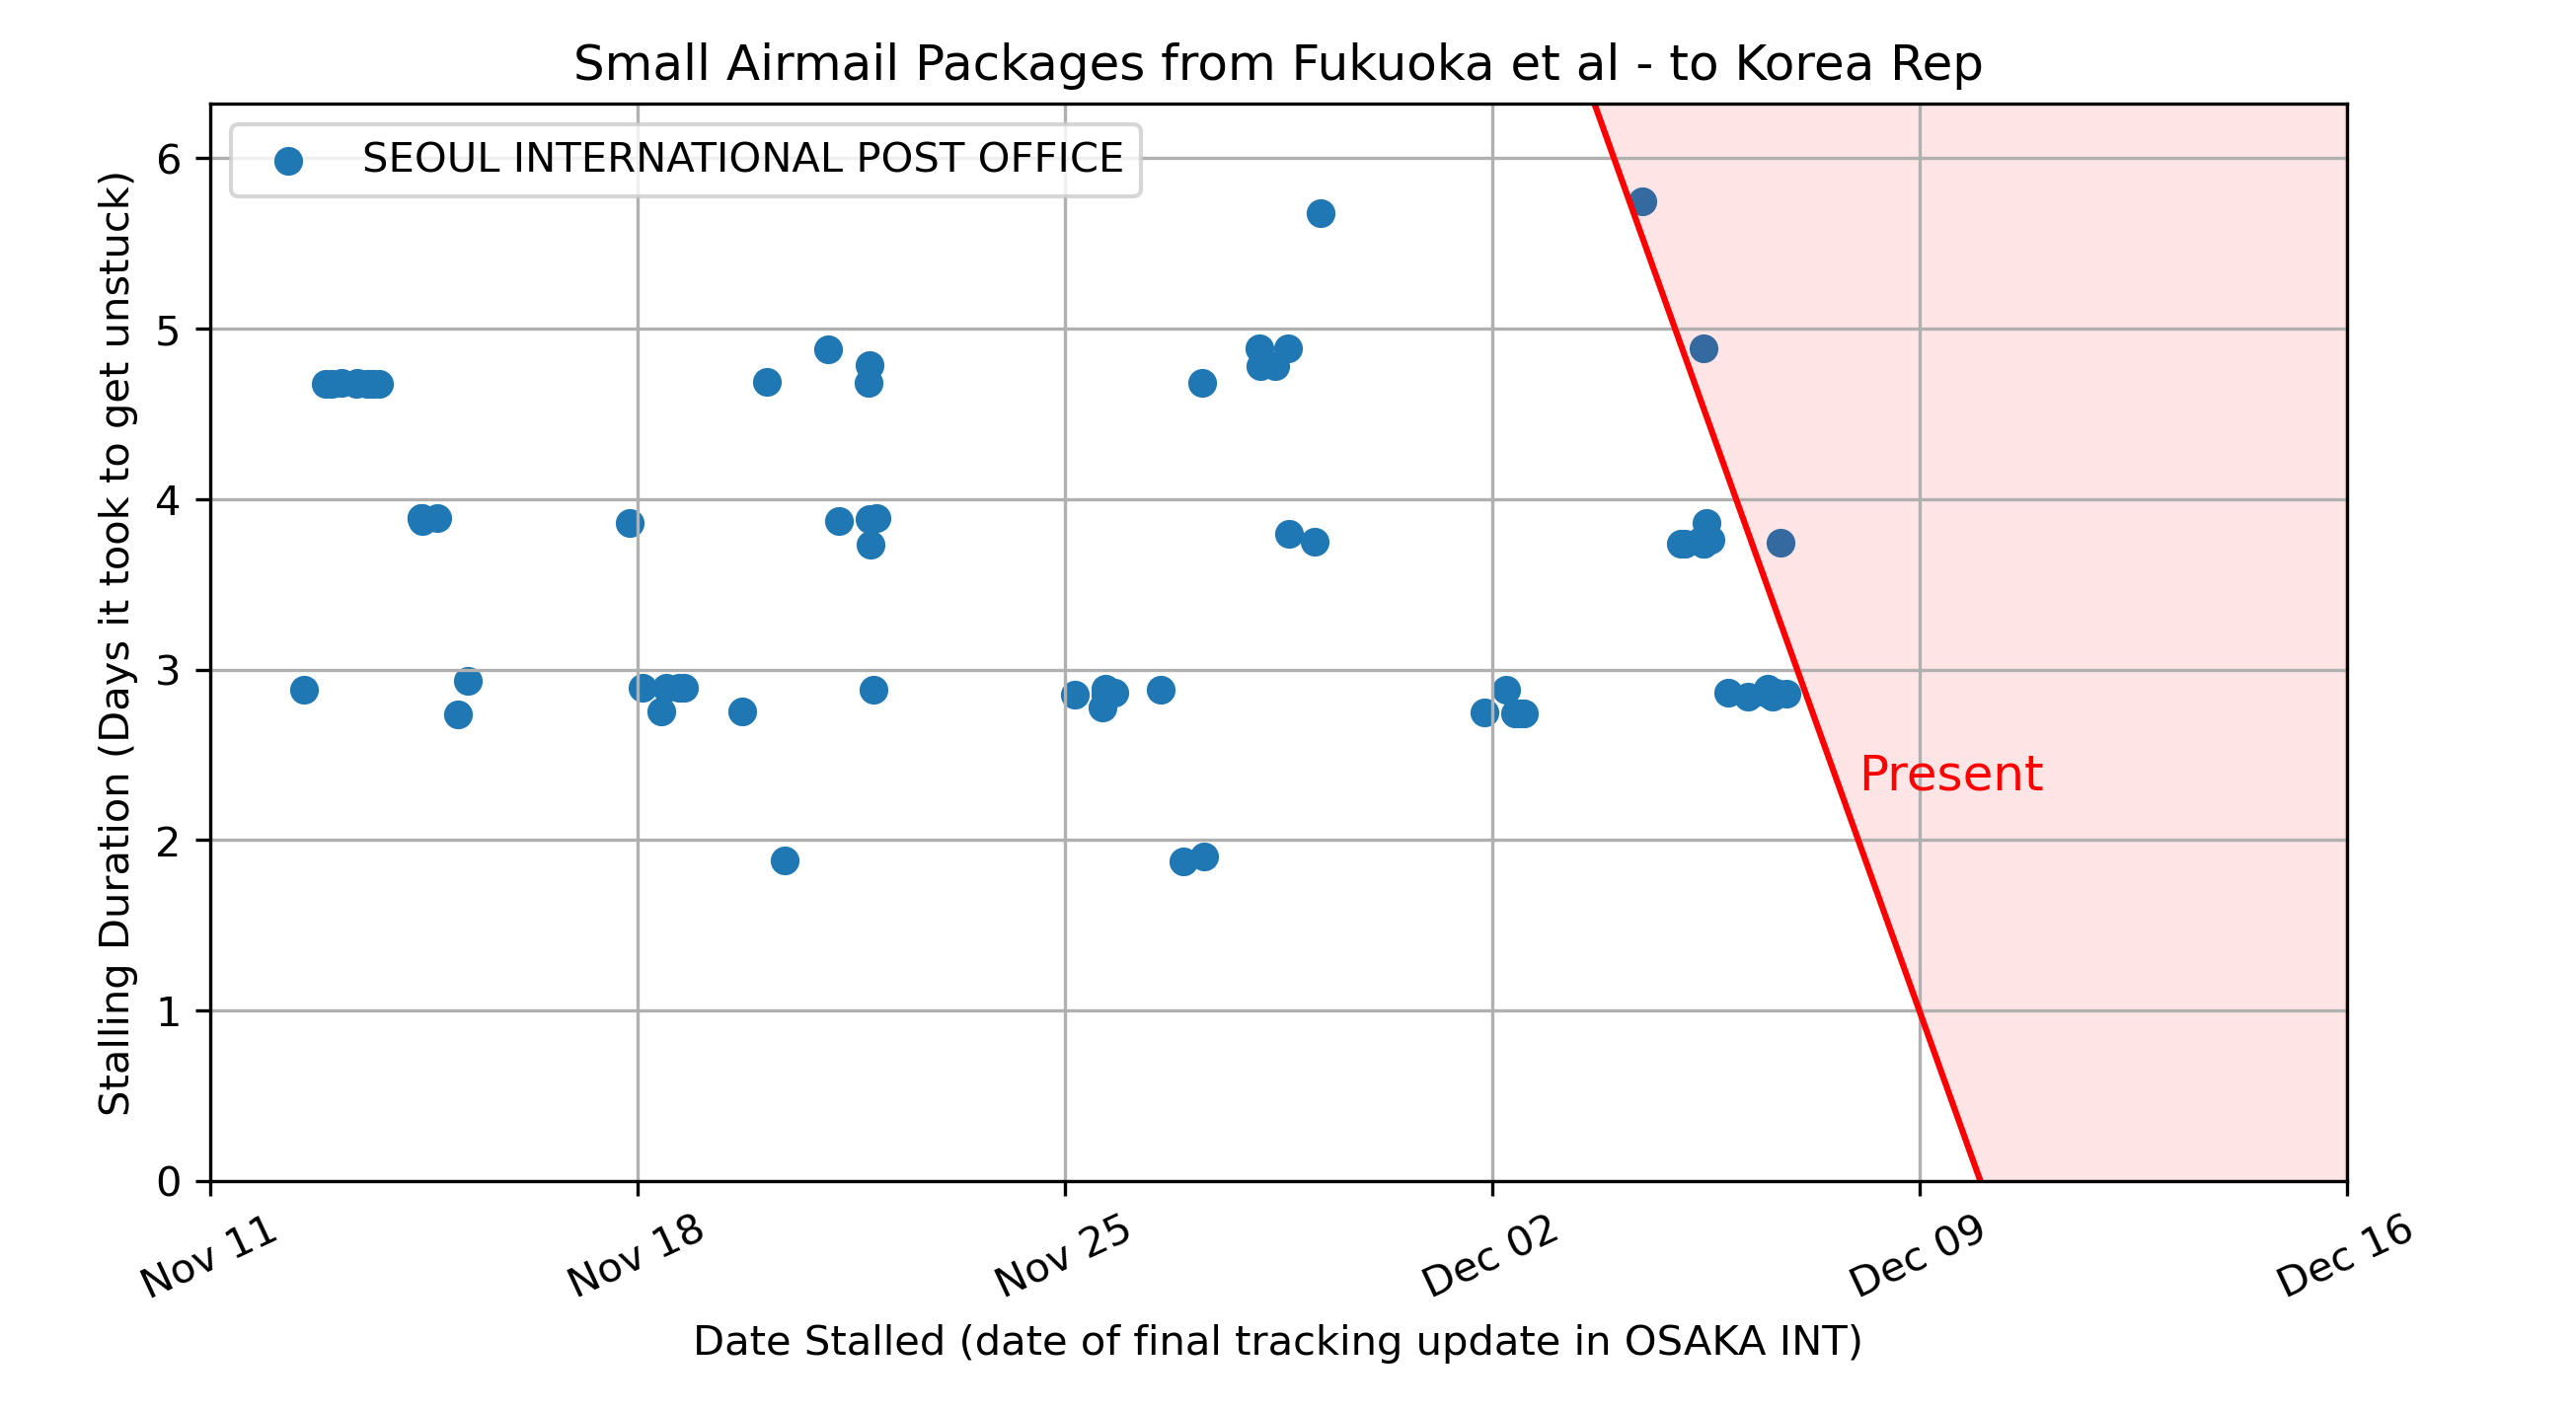 Small Airmail Packages from Fukuoka et al - to Korea Rep
SEOUL INTERNATIONAL POST OFFICE
Stalling Duration (Days it took to get unstuck)
6
5
4
3
2
1
0
Present
Nov 11
Nov 18
Nov 25
Dec 02
Dec 09
Dec 16
Date Stalled (date of final tracking update in OSAKA INT)